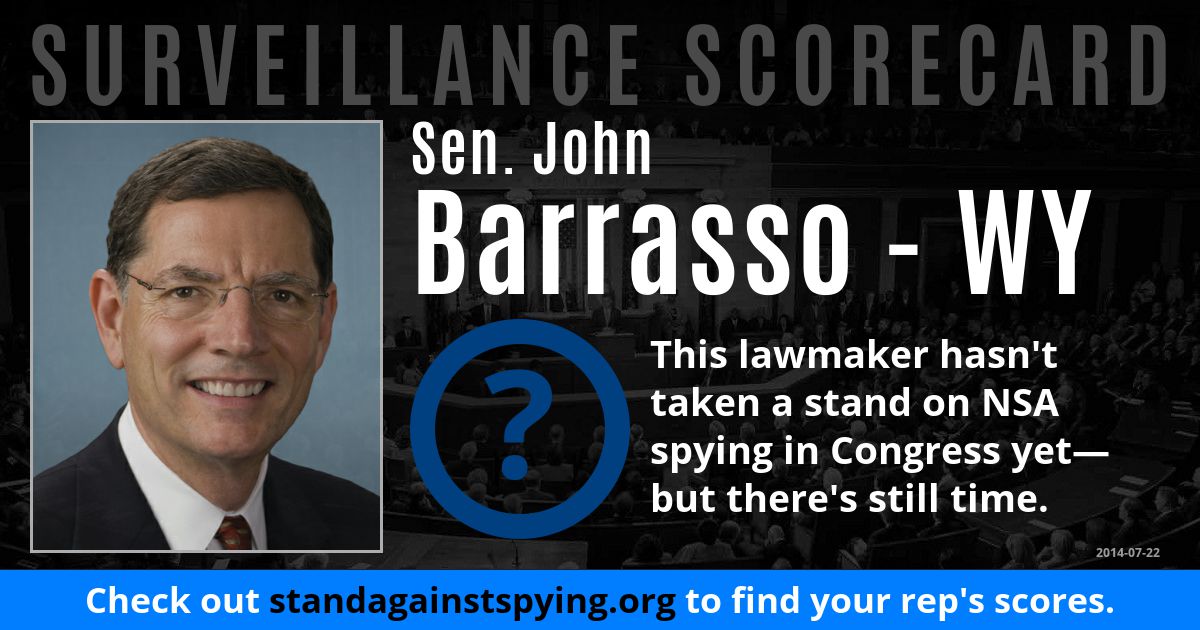 SURVEILLANCE SCORECARD
Sen. John
Barrasso - WY
?
This lawmaker hasn't
taken a stand on NSA
spying in Congress yet—
but there's still time.
2014-07-22
Check out standagainstspying.org to find your rep's scores.